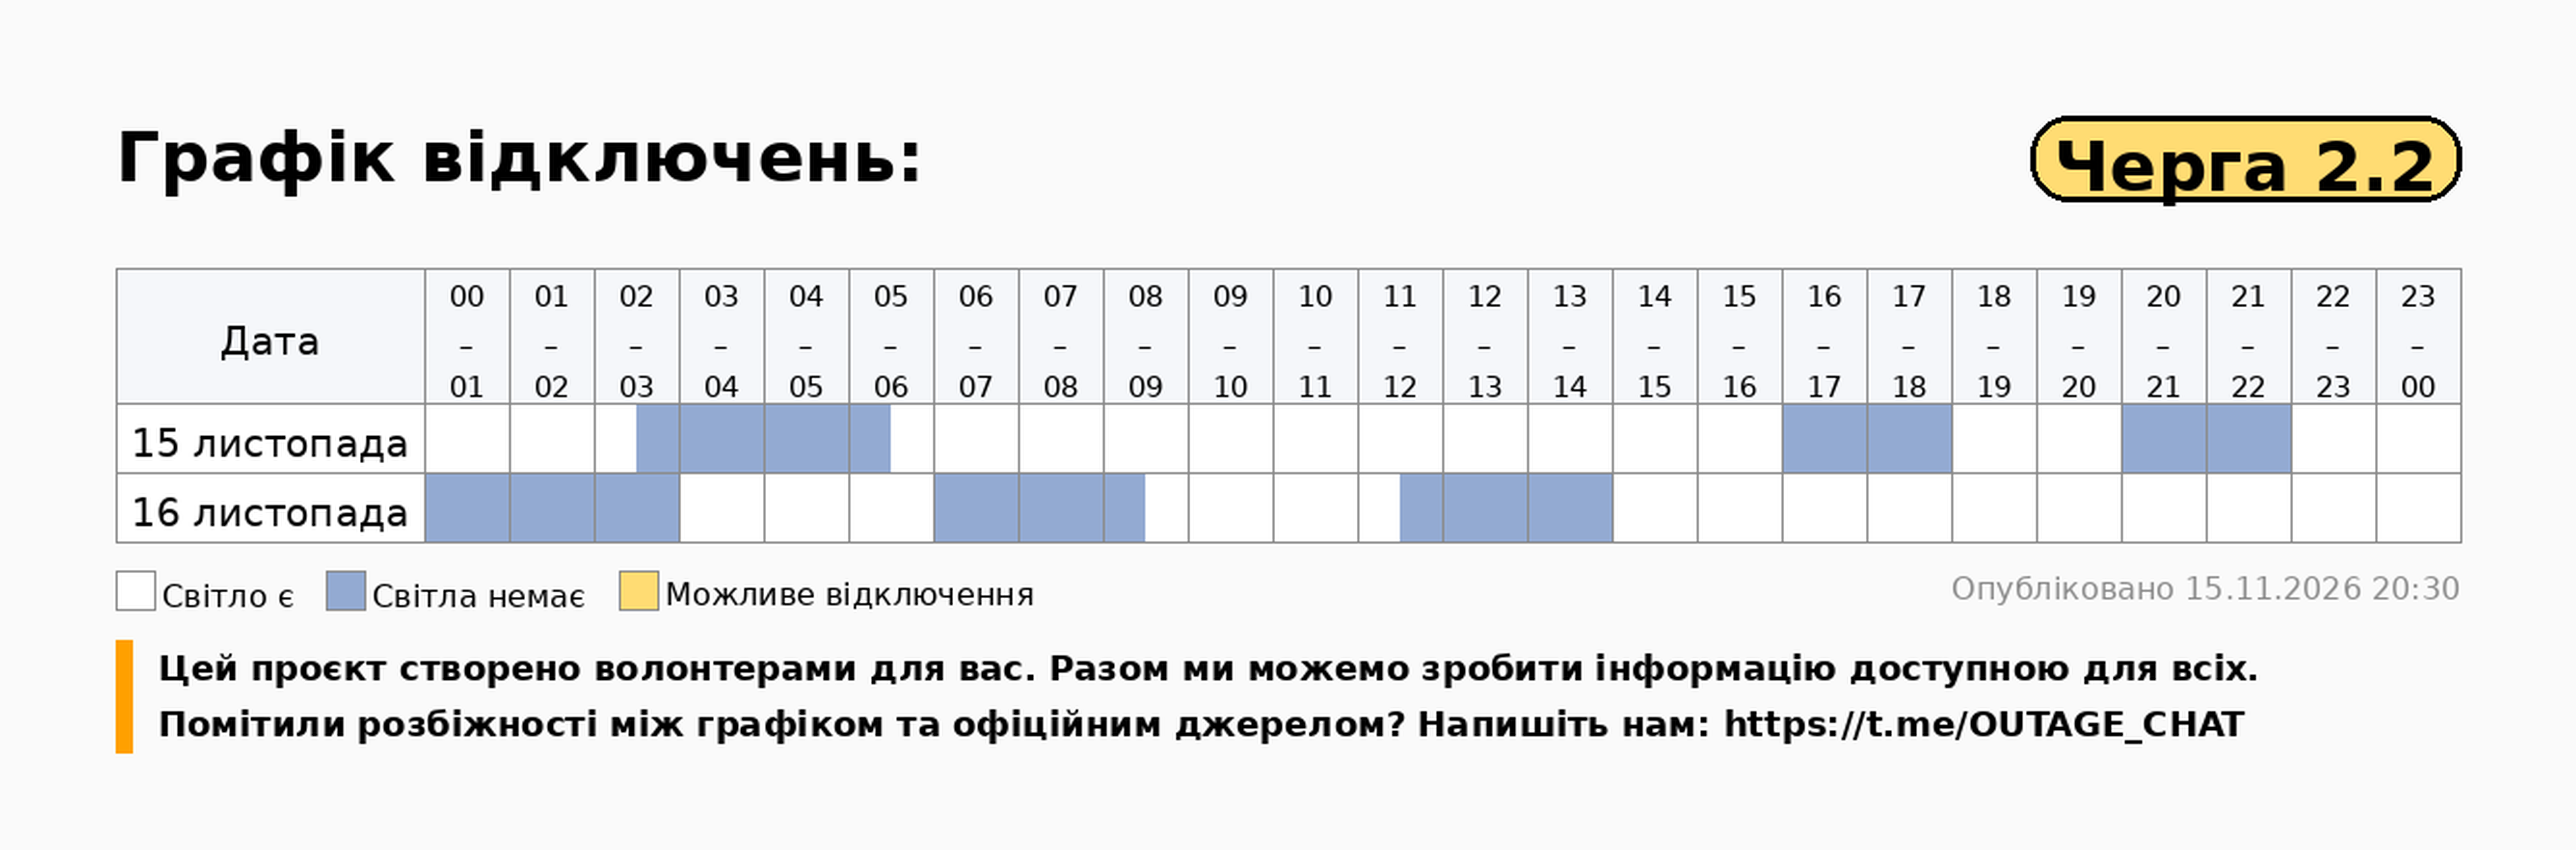 Графік відключень:
Черга 2.2
Дата 00 – 01 01 – 02 02 – 03 03 – 04 04 – 05 05 – 06 06 – 07 07 – 08 08 – 09 09 – 10 10 – 11 11 – 12 12 – 13 13 – 14 14 – 15 15 – 16 16 – 17 17 – 18 18 – 19 19 – 20 20 – 21 21 – 22 22 – 23 23 – 00
15 листопада
16 листопада
Світло є Світла немає Можливе відключення
Опубліковано 15.11.2026 20:30
Цей проєкт створено волонтерами для вас. Разом ми можемо зробити інформацію доступною для всіх.
Помітили розбіжності між графіком та офіційним джерелом? Напишіть нам: https://t.me/OUTAGE_CHAT